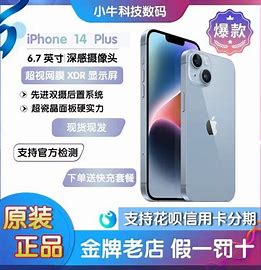 小牛科技数码
iPhone 14 Plus
爆款
6.7 英寸 深感摄像头
超视网膜 XDR 显示屏
先进双摄后置系统
超瓷晶面板硬实力
现货现发
支持官方检测
下单送快充套餐
原装
正品
支持花呗信用卡分期
金牌老店 假一罚十